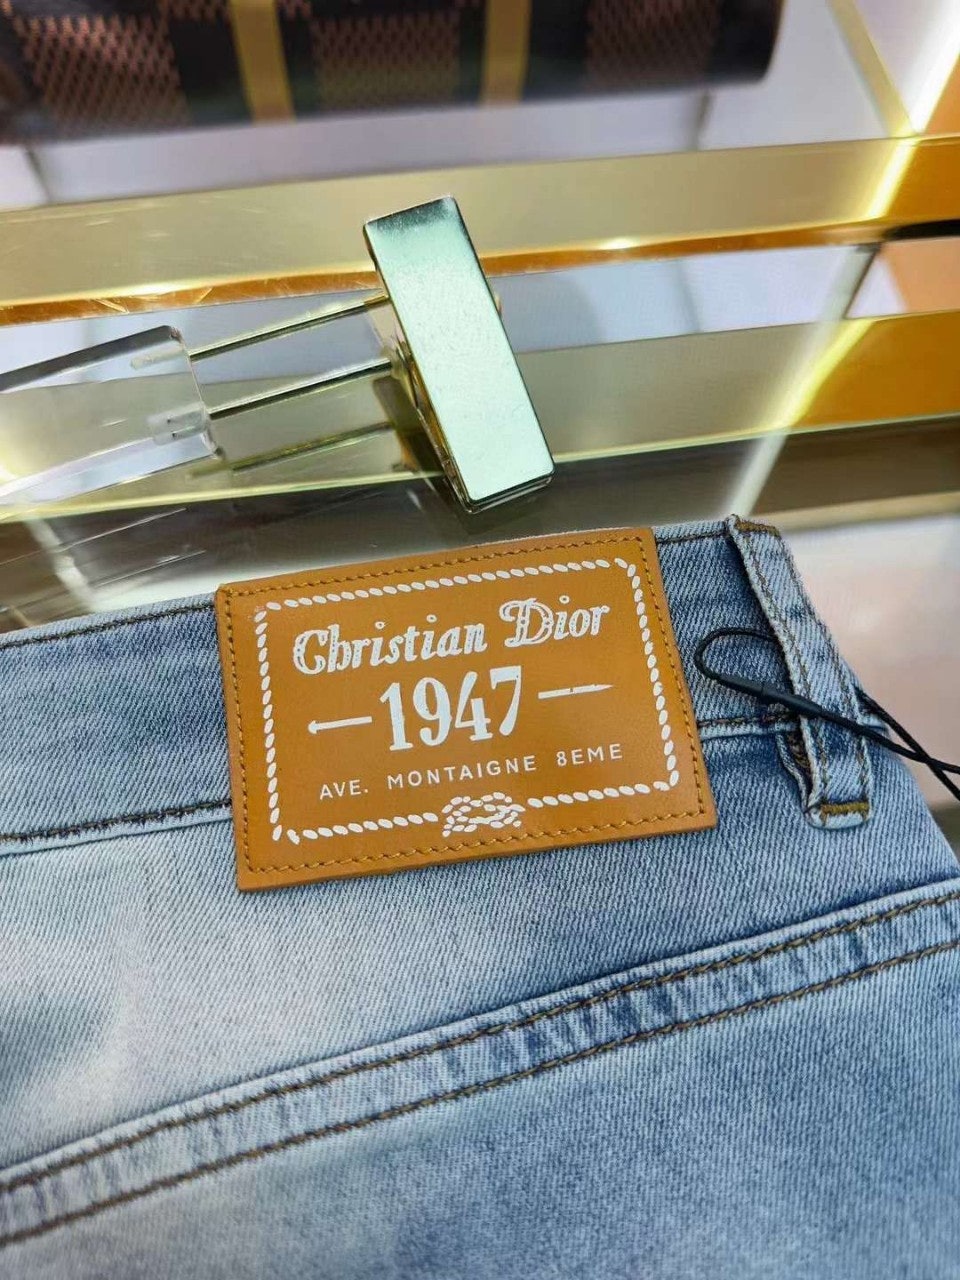 Christian Dior
1947
AVE. MONTAIGNE 8EME